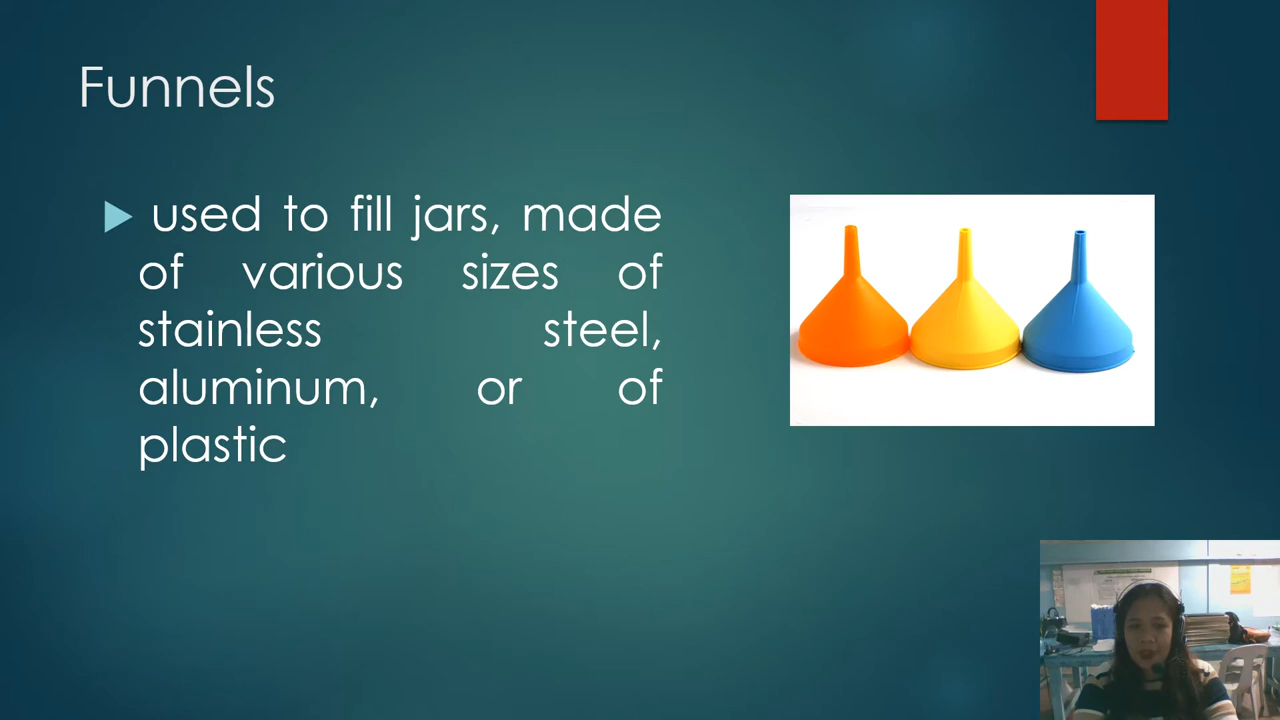 Funnels
used to fill jars, made
of various sizes of
stainless steel,
aluminum, or of
plastic